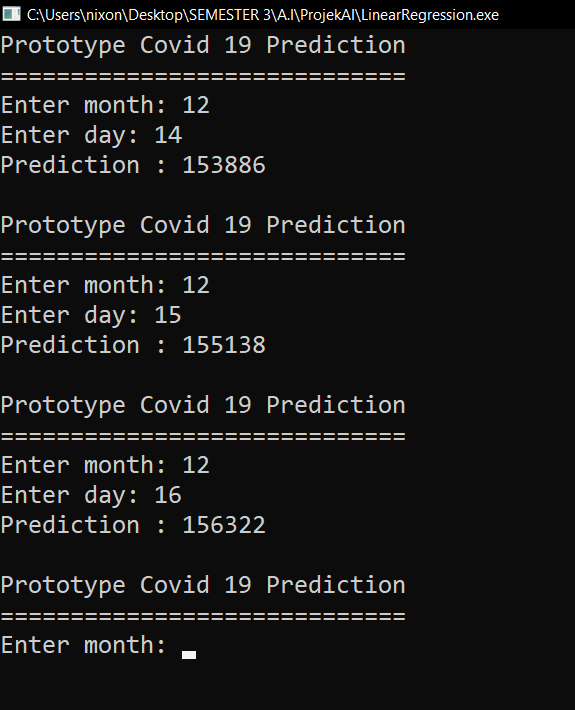 C:\Users\nixon\Desktop\SEMESTER 3\A.I\ProjekAI\LinearRegression.exe
Prototype Covid 19 Prediction
=============================
Enter month: 12
Enter day: 14
Prediction : 153886
Prototype Covid 19 Prediction
=============================
Enter month: 12
Enter day: 15
Prediction : 155138
Prototype Covid 19 Prediction
=============================
Enter month: 12
Enter day: 16
Prediction : 156322
Prototype Covid 19 Prediction
=============================
Enter month: